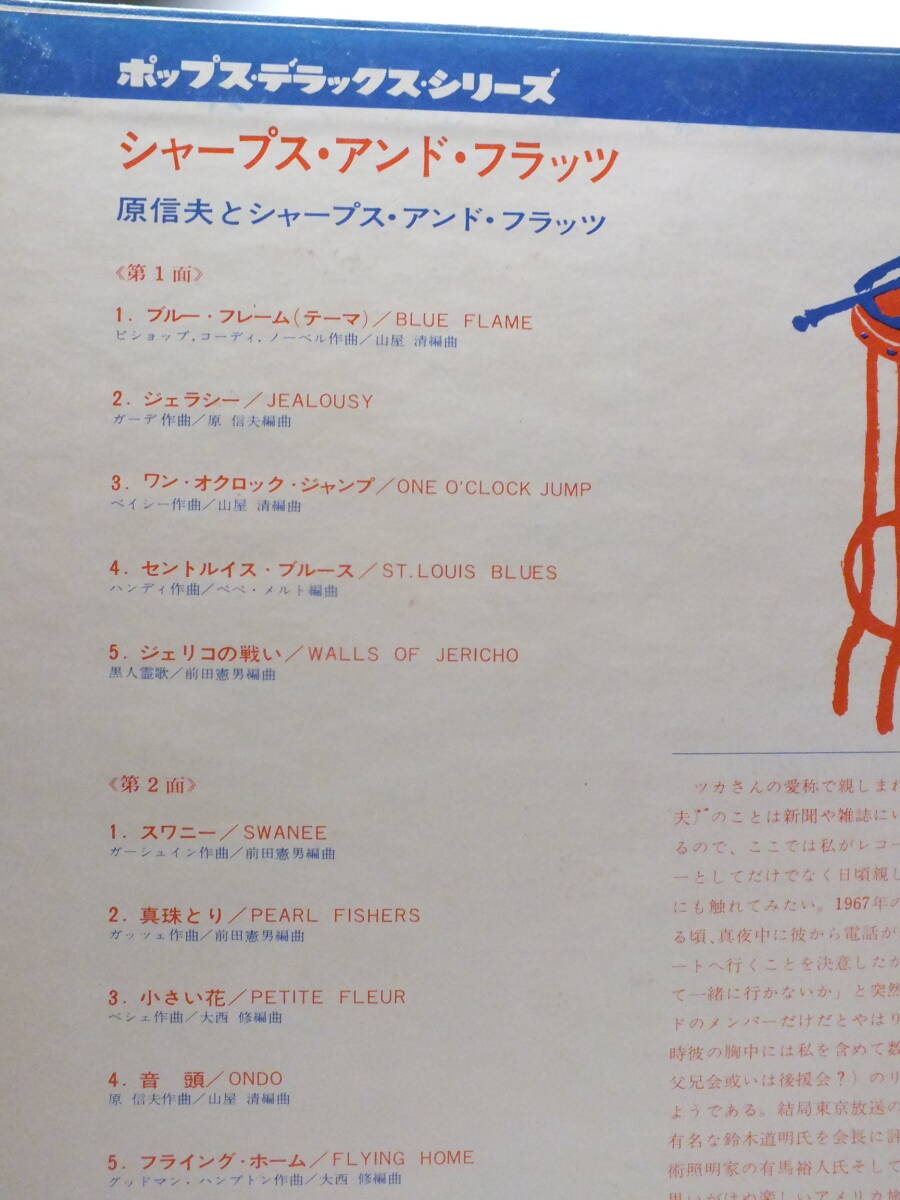 ポップス・デラックス・シリーズ
シャープス・アンド・フラッツ
原信夫とシャープス・アンド・フラッツ
《第1面》
1. ブルー・フレーム(テーマ)／BLUE FLAME
ビショップ,コーディ,ノーベル作曲／山屋 清編曲
2. ジェラシー／JEALOUSY
ガーデ作曲／原 信夫編曲
3. ワン・オクロック・ジャンプ／ONE O'CLOCK JUMP
ベイシー作曲／山屋 清編曲
4. セントルイス・ブルース／ST. LOUIS BLUES
ハンディ作曲／ペペ・メルト編曲
5. ジェリコの戦い／WALLS OF JERICHO
黒人霊歌／前田憲男編曲
《第2面》
1. スワニー／SWANEE
ガーシュイン作曲／前田憲男編曲
2. 真珠とり／PEARL FISHERS
ガッツェ作曲／前田憲男編曲
3. 小さい花／PETITE FLEUR
ベシェ作曲／大西 修編曲
4. 音 頭／ONDO
原 信夫作曲／山屋 清編曲
5. フライング・ホーム／FLYING HOME
グッドマン・ハンプトン作曲／大西 修編曲
ツカさんの愛称で親しまれ
夫〟のことは新聞や雑誌にい
るので、ここでは私がレコー
ーとしてだけでなく日頃親し
にも触れてみたい。1967年の
る頃、真夜中に彼から電話が
ートへ行くことを決意したか
て一緒に行かないか」と突然
ドのメンバーだけだとやはり
時彼の胸中には私を含めて数
父兄会或いは後援会？）のリ
ようである。結局東京放送の
有名な鈴木道明氏を会長に評
術照明家の有馬裕人氏そして
思いがけぬ楽しいアメリカ旅